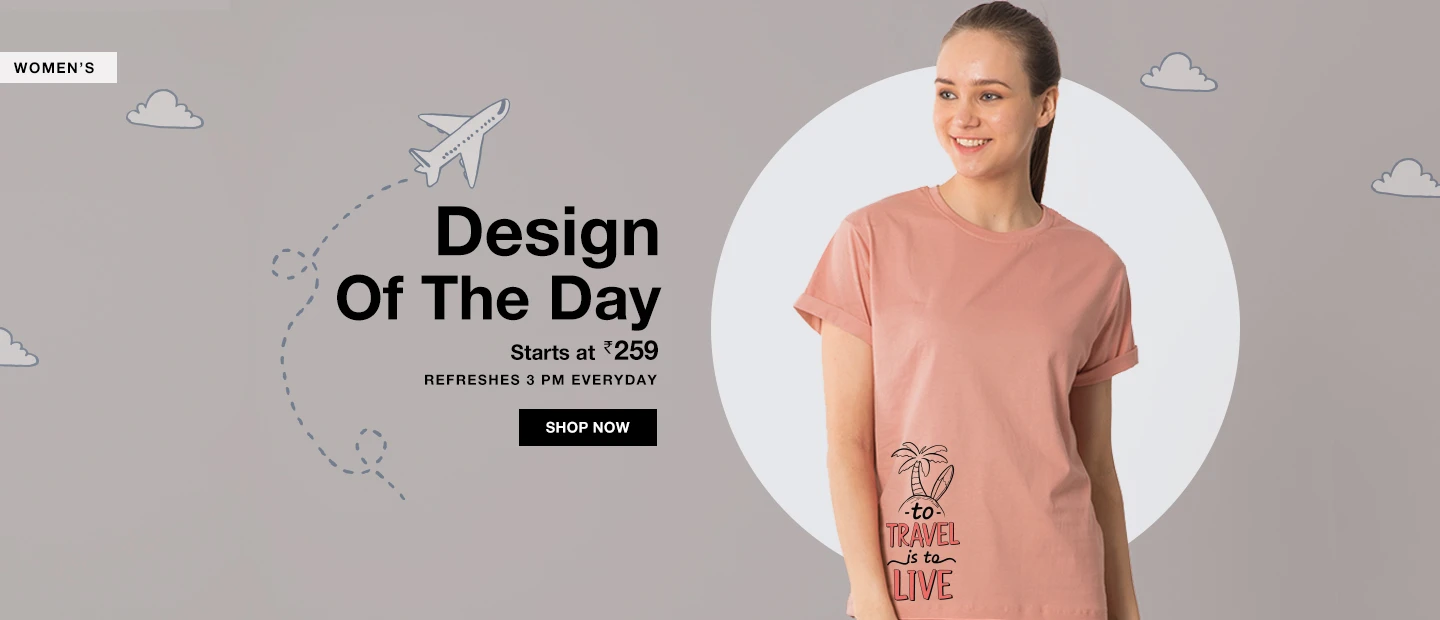 WOMEN'S
Design
Of The Day
Starts at ₹259
REFRESHES 3 PM EVERYDAY
SHOP NOW
-to-
TRAVEL
is to
LIVE